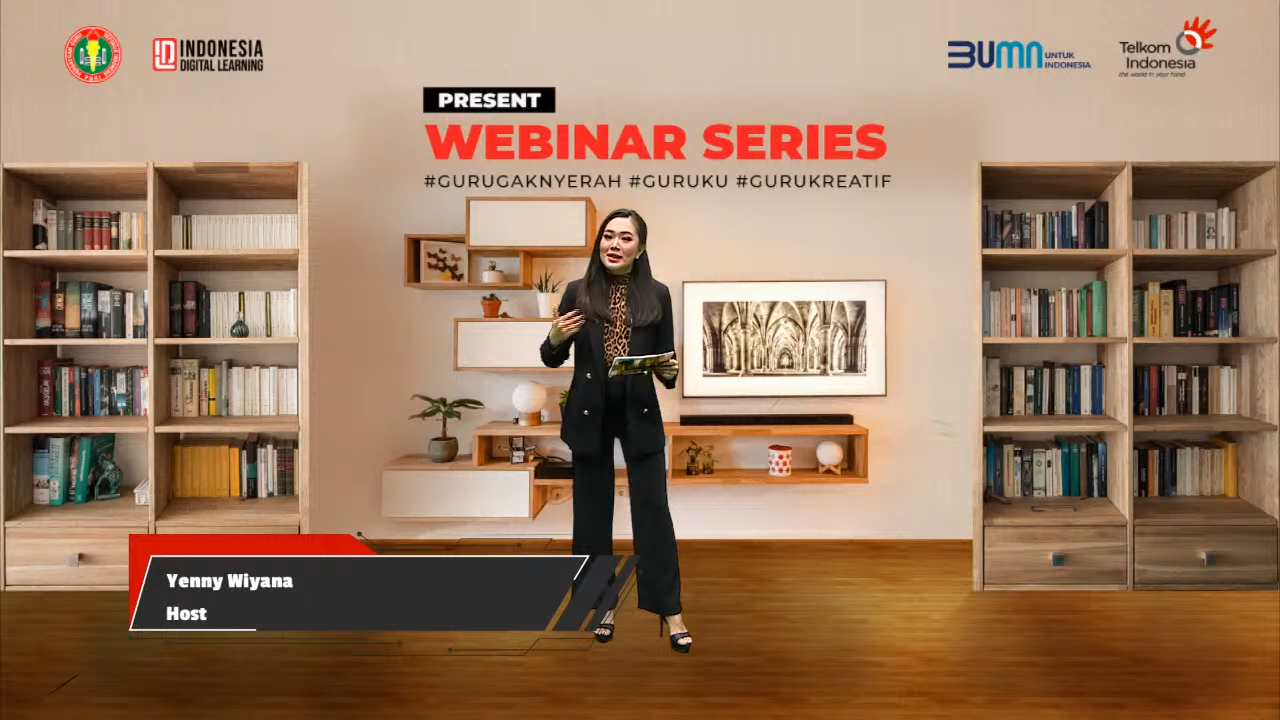 INDONESIA
DIGITAL LEARNING
BUMN UNTUK
INDONESIA
Telkom
Indonesia
the world in your hand
PRESENT
WEBINAR SERIES
#GURUGAKNYERAH #GURUKU #GURUKREATIF
Yenny Wiyana
Host